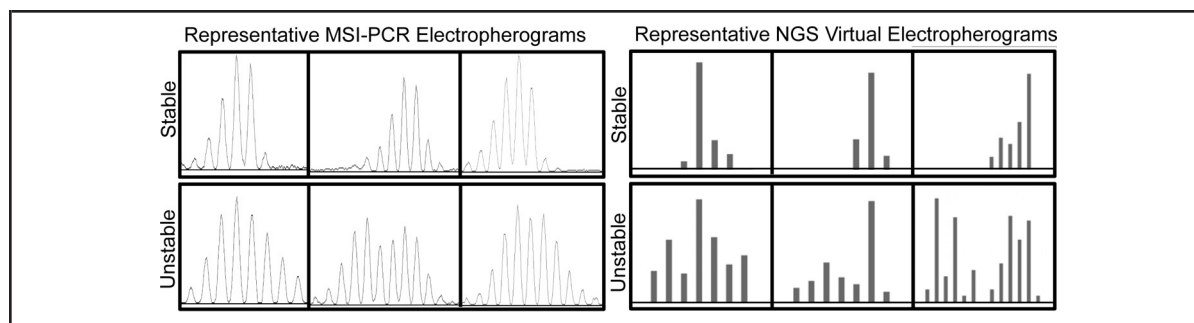 Representative MSI-PCR Electropherograms
Representative NGS Virtual Electropherograms
Stable
Stable
Unstable
Unstable